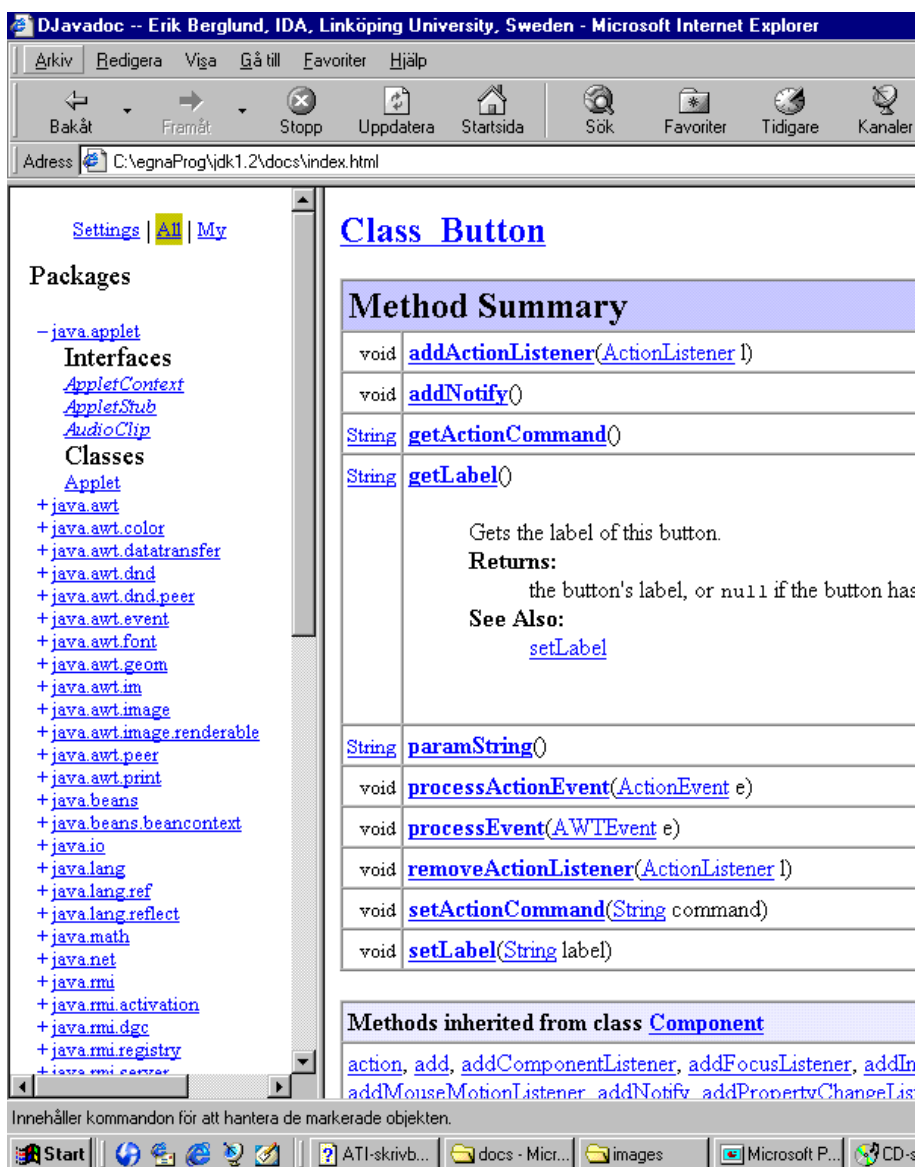 DJavadoc -- Erik Berglund, IDA, Linköping University, Sweden - Microsoft Internet Explorer
Arkiv Redigera Visa Gå till Favoriter Hjälp
Bakåt Framåt Stopp Uppdatera Startsida Sök Favoriter Tidigare Kanaler
Adress C:\egnaProg\jdk1.2\docs\index.html
Settings | All | My
Packages
–java.applet
Interfaces
AppletContext
AppletStub
AudioClip
Classes
Applet
+java.awt
+java.awt.color
+java.awt.datatransfer
+java.awt.dnd
+java.awt.dnd.peer
+java.awt.event
+java.awt.font
+java.awt.geom
+java.awt.im
+java.awt.image
+java.awt.image.renderable
+java.awt.peer
+java.awt.print
+java.beans
+java.beans.beancontext
+java.io
+java.lang
+java.lang.ref
+java.lang.reflect
+java.math
+java.net
+java.rmi
+java.rmi.activation
+java.rmi.dgc
+java.rmi.registry
+java.rmi.server
Class Button
Method Summary
void addActionListener(ActionListener l)
void addNotify()
String getActionCommand()
String getLabel()
Gets the label of this button.
Returns:
the button's label, or null if the button has
See Also:
setLabel
String paramString()
void processActionEvent(ActionEvent e)
void processEvent(AWTEvent e)
void removeActionListener(ActionListener l)
void setActionCommand(String command)
void setLabel(String label)
Methods inherited from class Component
action, add, addComponentListener, addFocusListener, addIn
addMouseMotionListener, addNotify, addPropertyChangeList
Innehåller kommandon för att hantera de markerade objekten.
Start ATI-skrivb... docs - Micr... images Microsoft P... CD-s